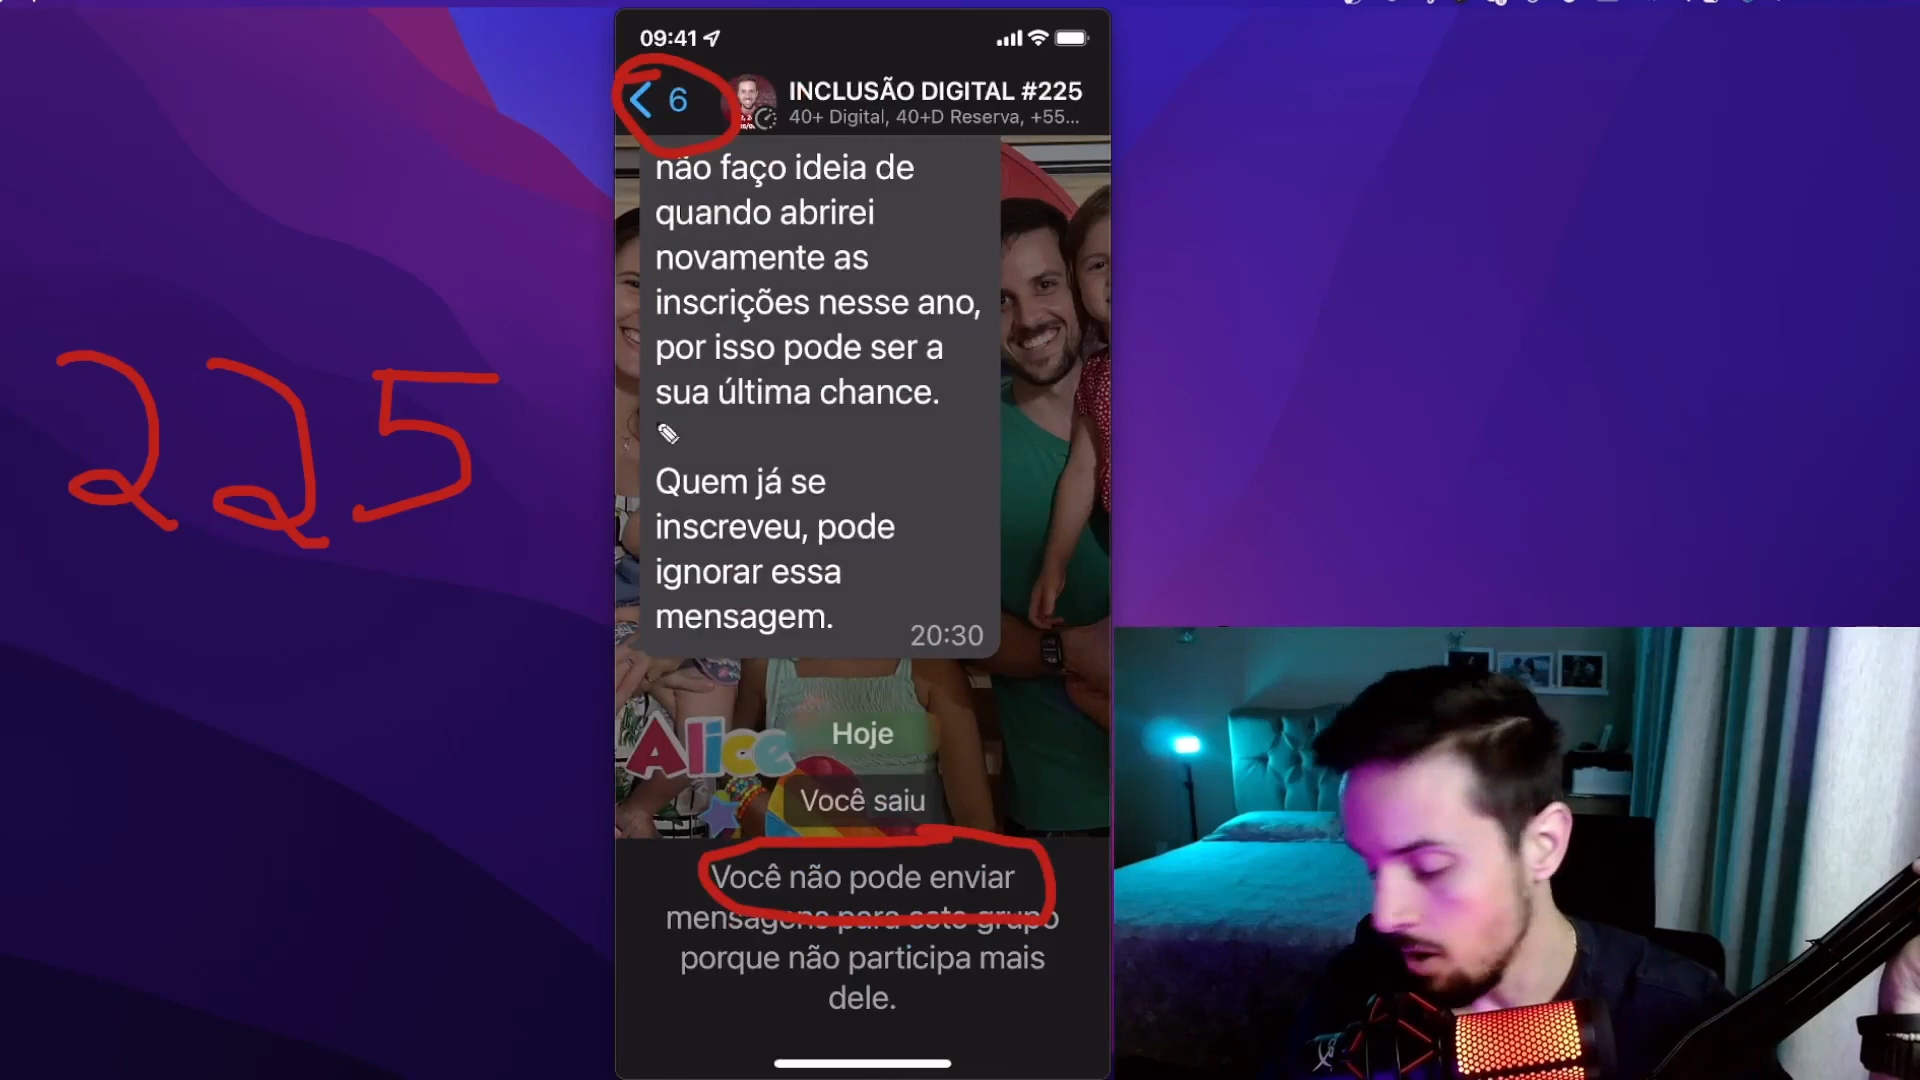 09:41
6
INCLUSÃO DIGITAL #225
40+ Digital, 40+D Reserva, +55...
não faço ideia de
quando abrirei
novamente as
inscrições nesse ano,
por isso pode ser a
sua última chance.
Quem já se
inscreveu, pode
ignorar essa
mensagem.
20:30
225
Alice
Hoje
Você saiu
Você não pode enviar
mensagens para este grupo
porque não participa mais
dele.